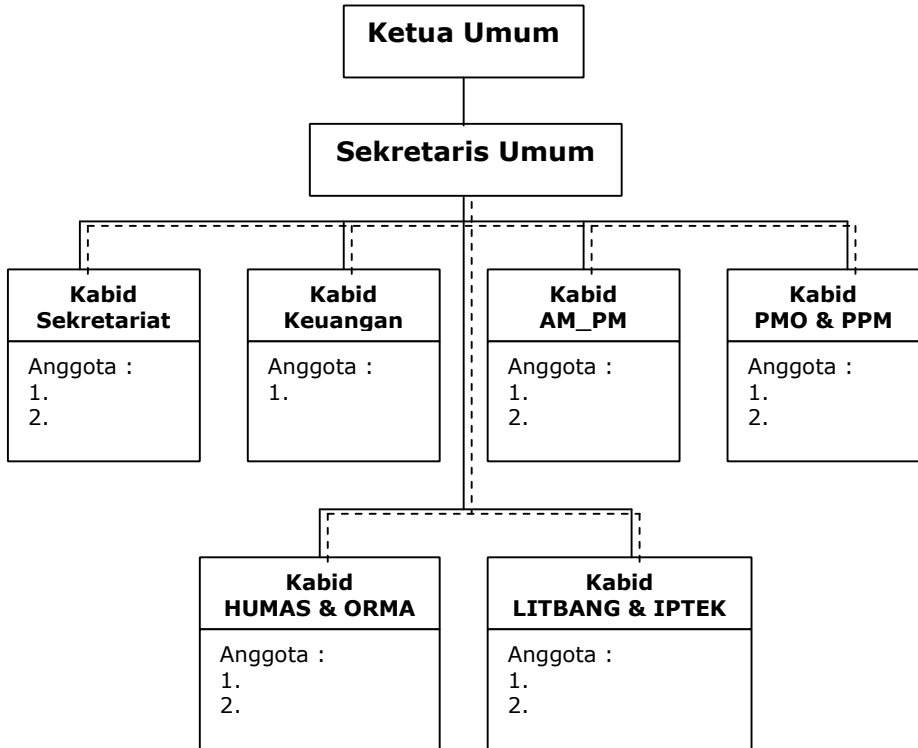 Ketua Umum
Sekretaris Umum
Kabid
Sekretariat
Anggota :
1.
2.
Kabid
Keuangan
Anggota :
1.
Kabid
AM_PM
Anggota :
1.
2.
Kabid
PMO & PPM
Anggota :
1.
2.
Kabid
HUMAS & ORMA
Anggota :
1.
2.
Kabid
LITBANG & IPTEK
Anggota :
1.
2.